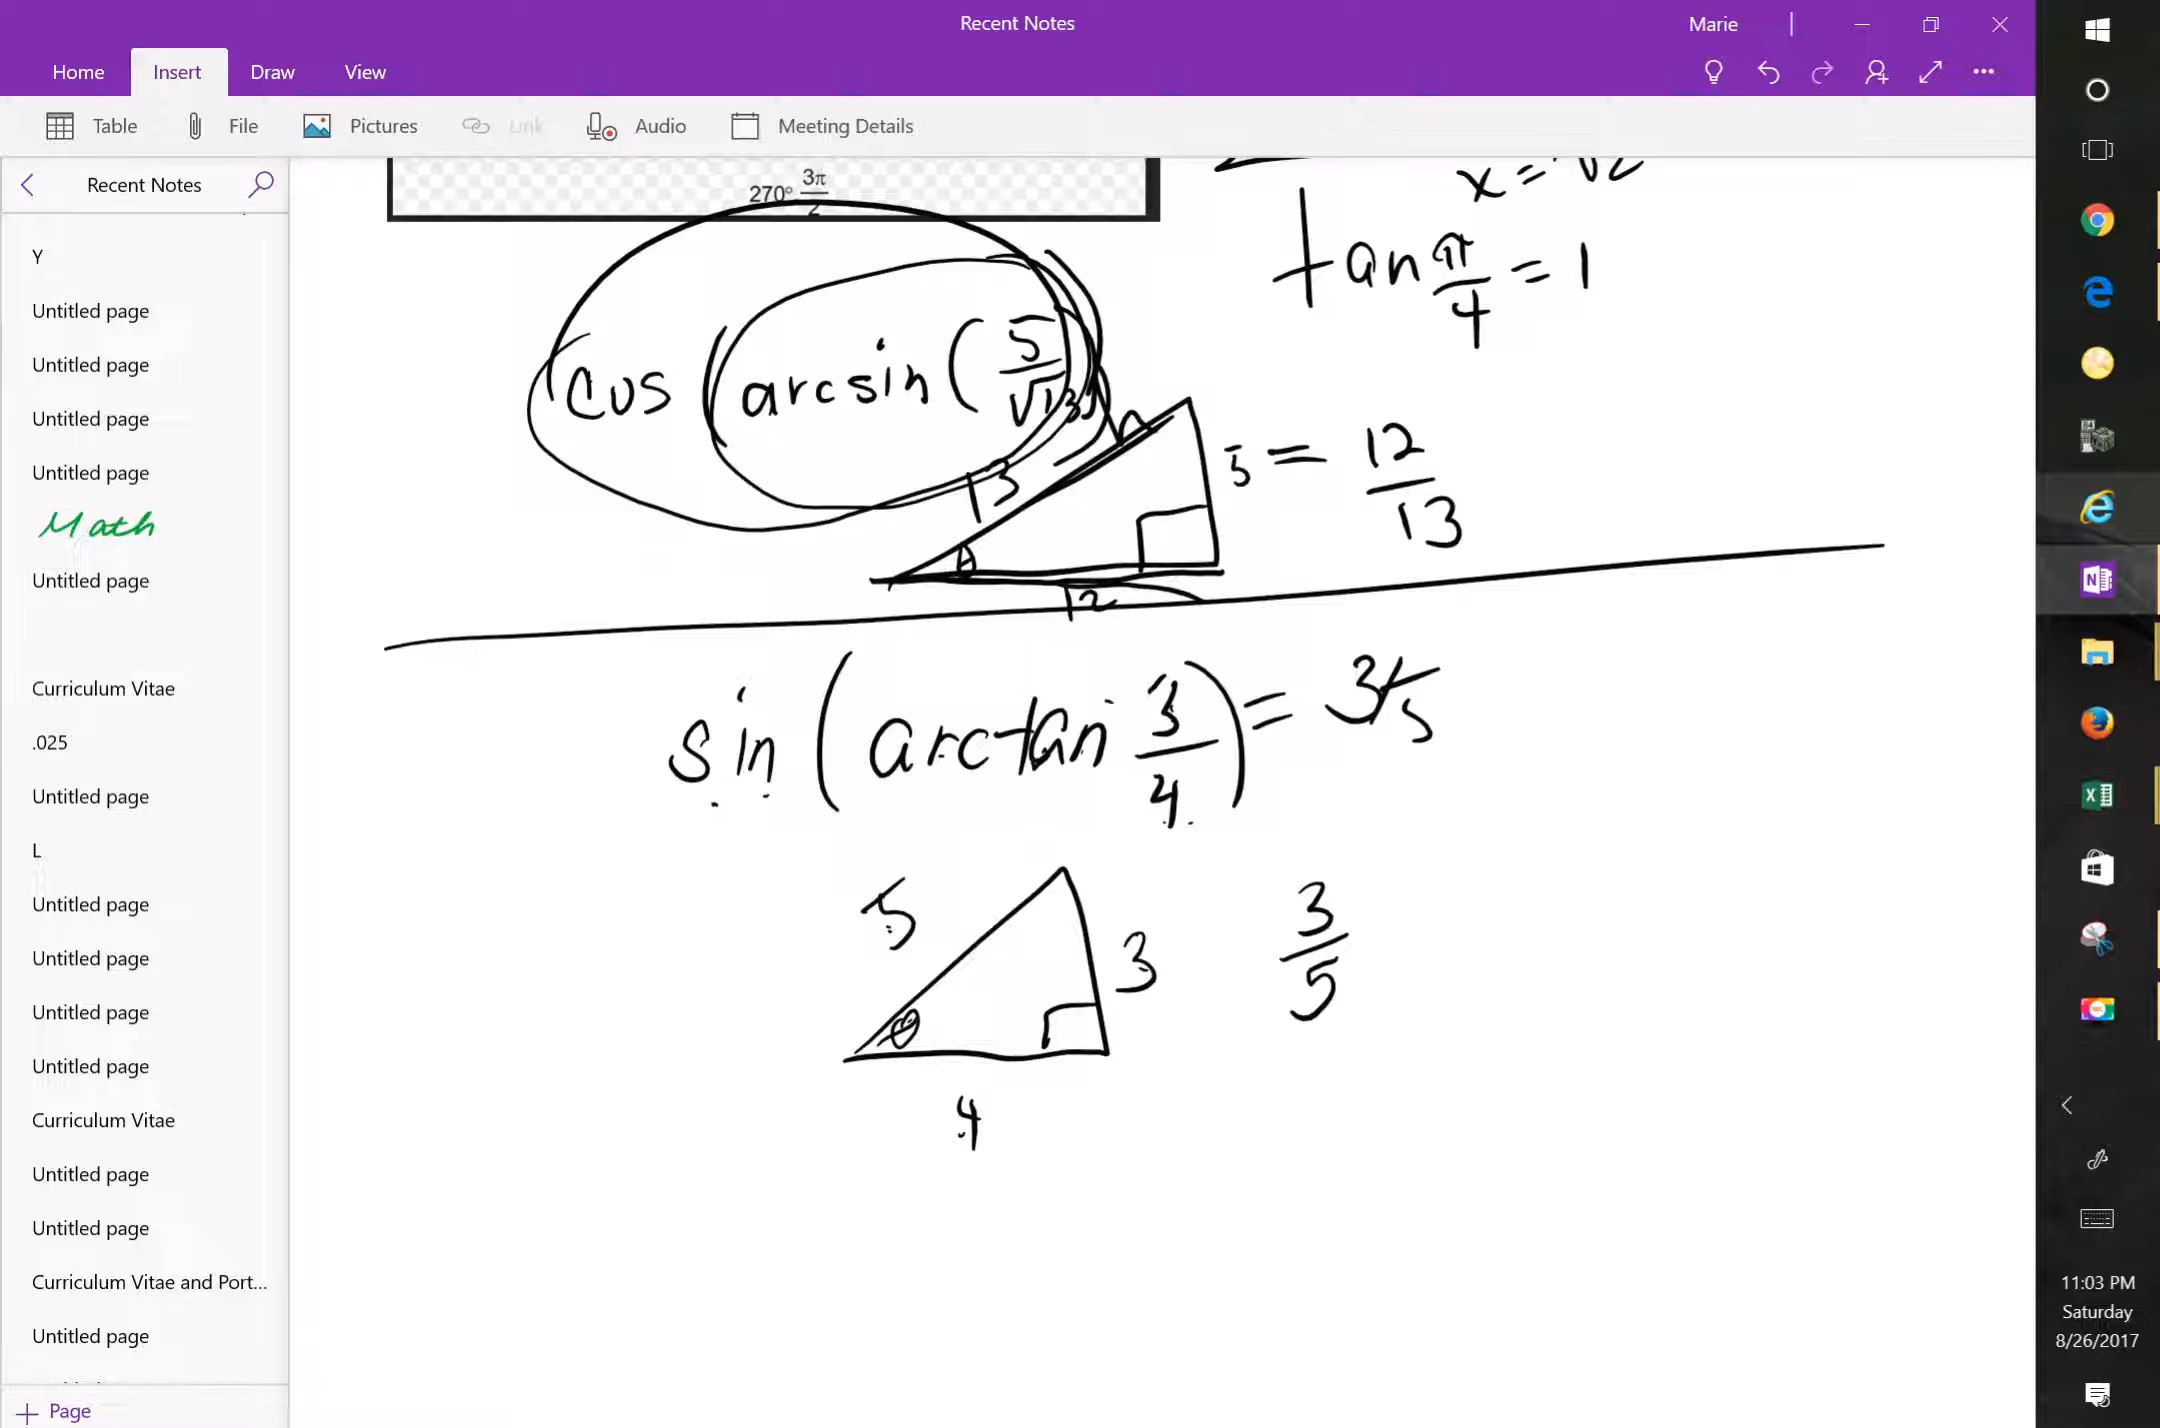 Recent Notes
Marie
Home Insert Draw View
Table File Pictures Link Audio Meeting Details
Recent Notes
Y
Untitled page
Untitled page
Untitled page
Untitled page
Math
Untitled page
Curriculum Vitae
.025
Untitled page
L
Untitled page
Untitled page
Untitled page
Untitled page
Curriculum Vitae
Untitled page
Untitled page
Curriculum Vitae and Port...
Untitled page
+ Page
270° 3π/2
x = √2
tan π/4 = 1
cos (arcsin (5/√13))
13
5
= 12/13
θ
12
sin (arctan 3/4) = 3/5
5
3
3/5
θ
4
11:03 PM
Saturday
8/26/2017